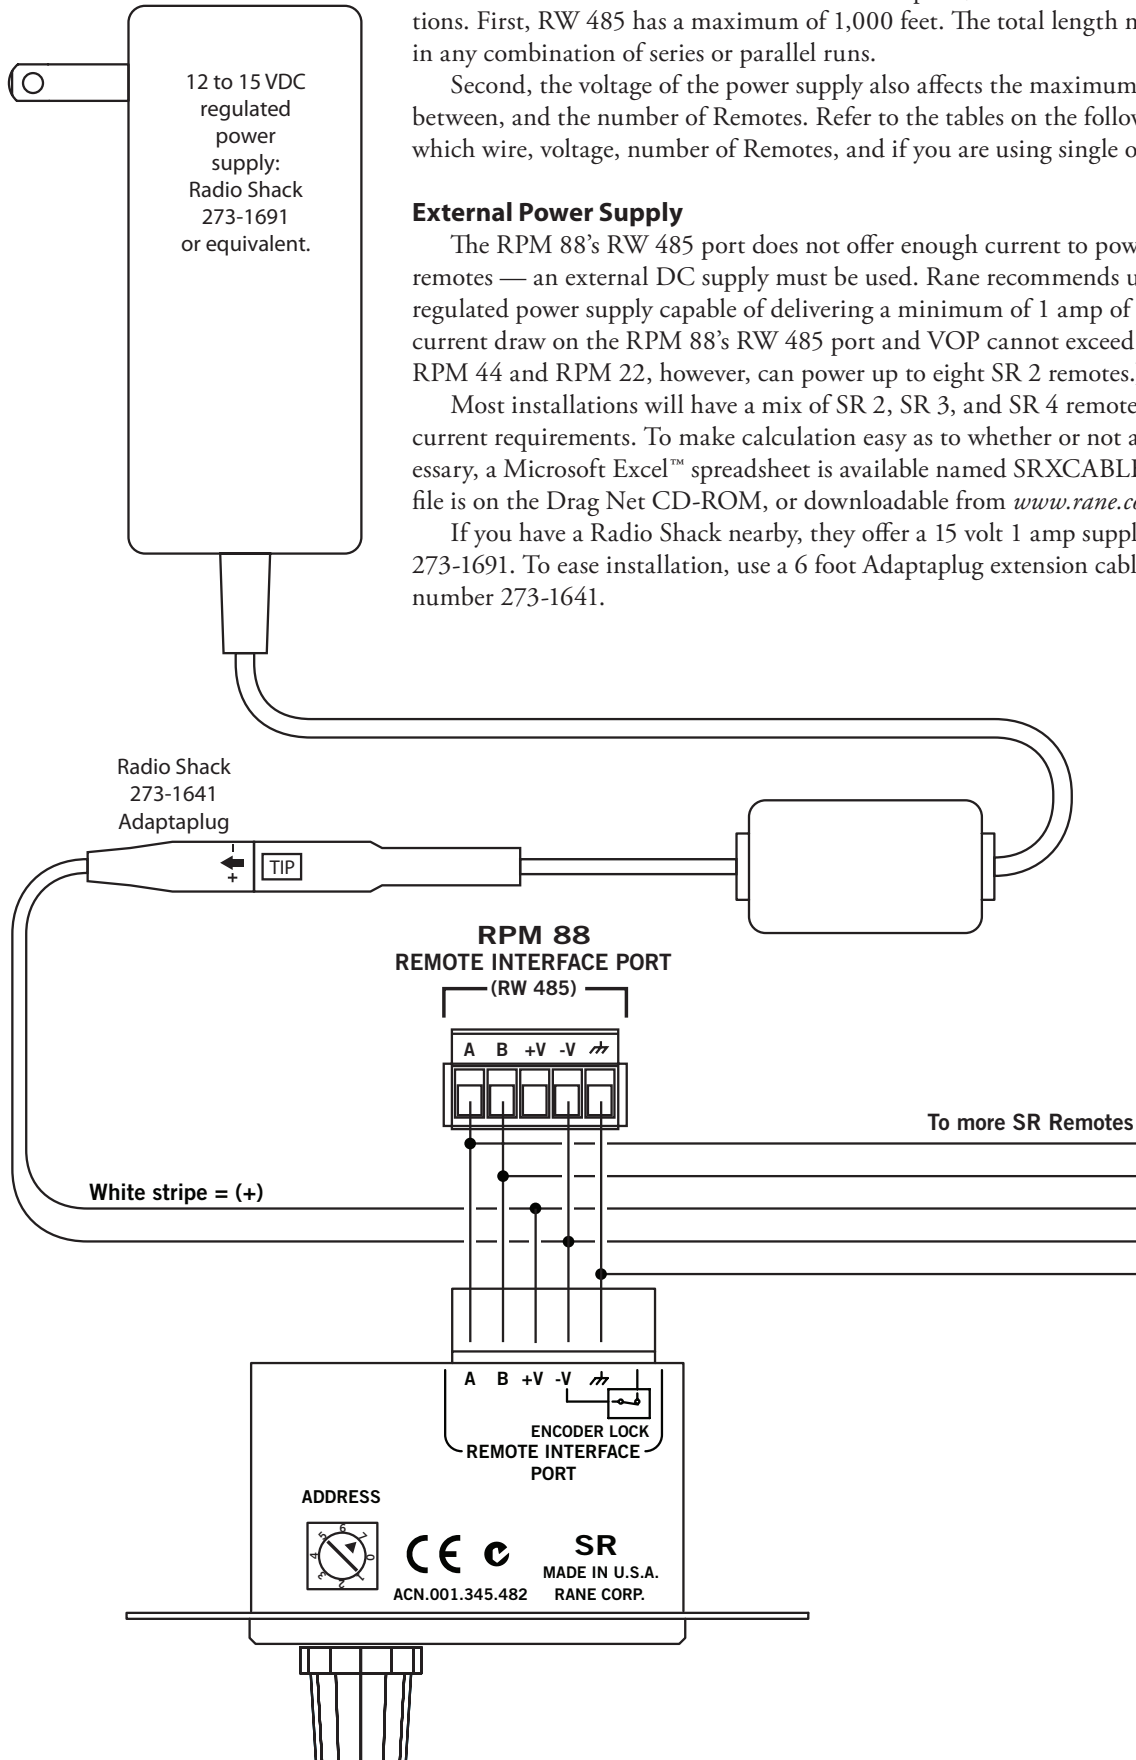 12 to 15 VDC
regulated
power
supply:
Radio Shack
273-1691
or equivalent.
tions. First, RW 485 has a maximum of 1,000 feet. The total length
in any combination of series or parallel runs.
Second, the voltage of the power supply also affects the maximum
between, and the number of Remotes. Refer to the tables on the
which wire, voltage, number of Remotes, and if you are using single
External Power Supply
The RPM 88’s RW 485 port does not offer enough current to
remotes — an external DC supply must be used. Rane recommends
regulated power supply capable of delivering a minimum of 1 amp of
current draw on the RPM 88’s RW 485 port and VOP cannot exceed
RPM 44 and RPM 22, however, can power up to eight SR 2 remotes.
Most installations will have a mix of SR 2, SR 3, and SR 4
current requirements. To make calculation easy as to whether or not a
essary, a Microsoft Excel™ spreadsheet is available named
file is on the Drag Net CD-ROM, or downloadable from
If you have a Radio Shack nearby, they offer a 15 volt 1 amp
273-1691. To ease installation, use a 6 foot Adaptaplug extension
number 273-1641.
Radio Shack
273-1641
Adaptaplug
-
+
TIP
RPM 88
REMOTE INTERFACE PORT
(RW 485)
A B +V -V
To more SR Remotes
White stripe = (+)
A B +V -V
ENCODER LOCK
REMOTE INTERFACE
PORT
ADDRESS
0 1 2 3 4 5 6 7
CE
SR
MADE IN U.S.A.
ACN.001.345.482 RANE CORP.